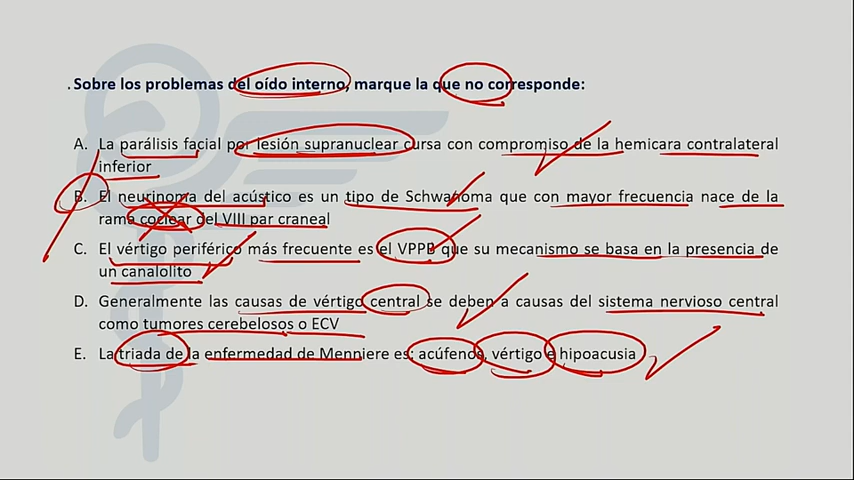 . Sobre los problemas del oído interno, marque la que no corresponde:
A. La parálisis facial por lesión supranuclear cursa con compromiso de la hemicara contralateral
inferior
B. El neurinoma del acústico es un tipo de Schwanoma que con mayor frecuencia nace de la
rama coclear del VIII par craneal
C. El vértigo periférico más frecuente es el VPPB que su mecanismo se basa en la presencia de
un canalolito
D. Generalmente las causas de vértigo central se deben a causas del sistema nervioso central
como tumores cerebelosos o ECV
E. La triada de la enfermedad de Menniere es: acúfenos, vértigo e hipoacusia